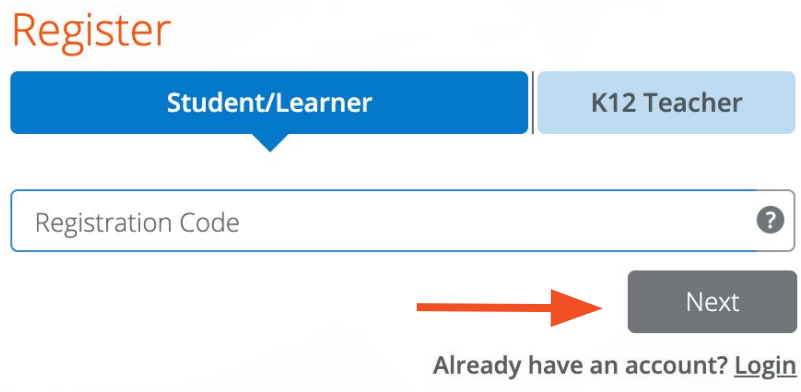 Register
Student/Learner
K12 Teacher
Registration Code
?
Next
Already have an account? Login